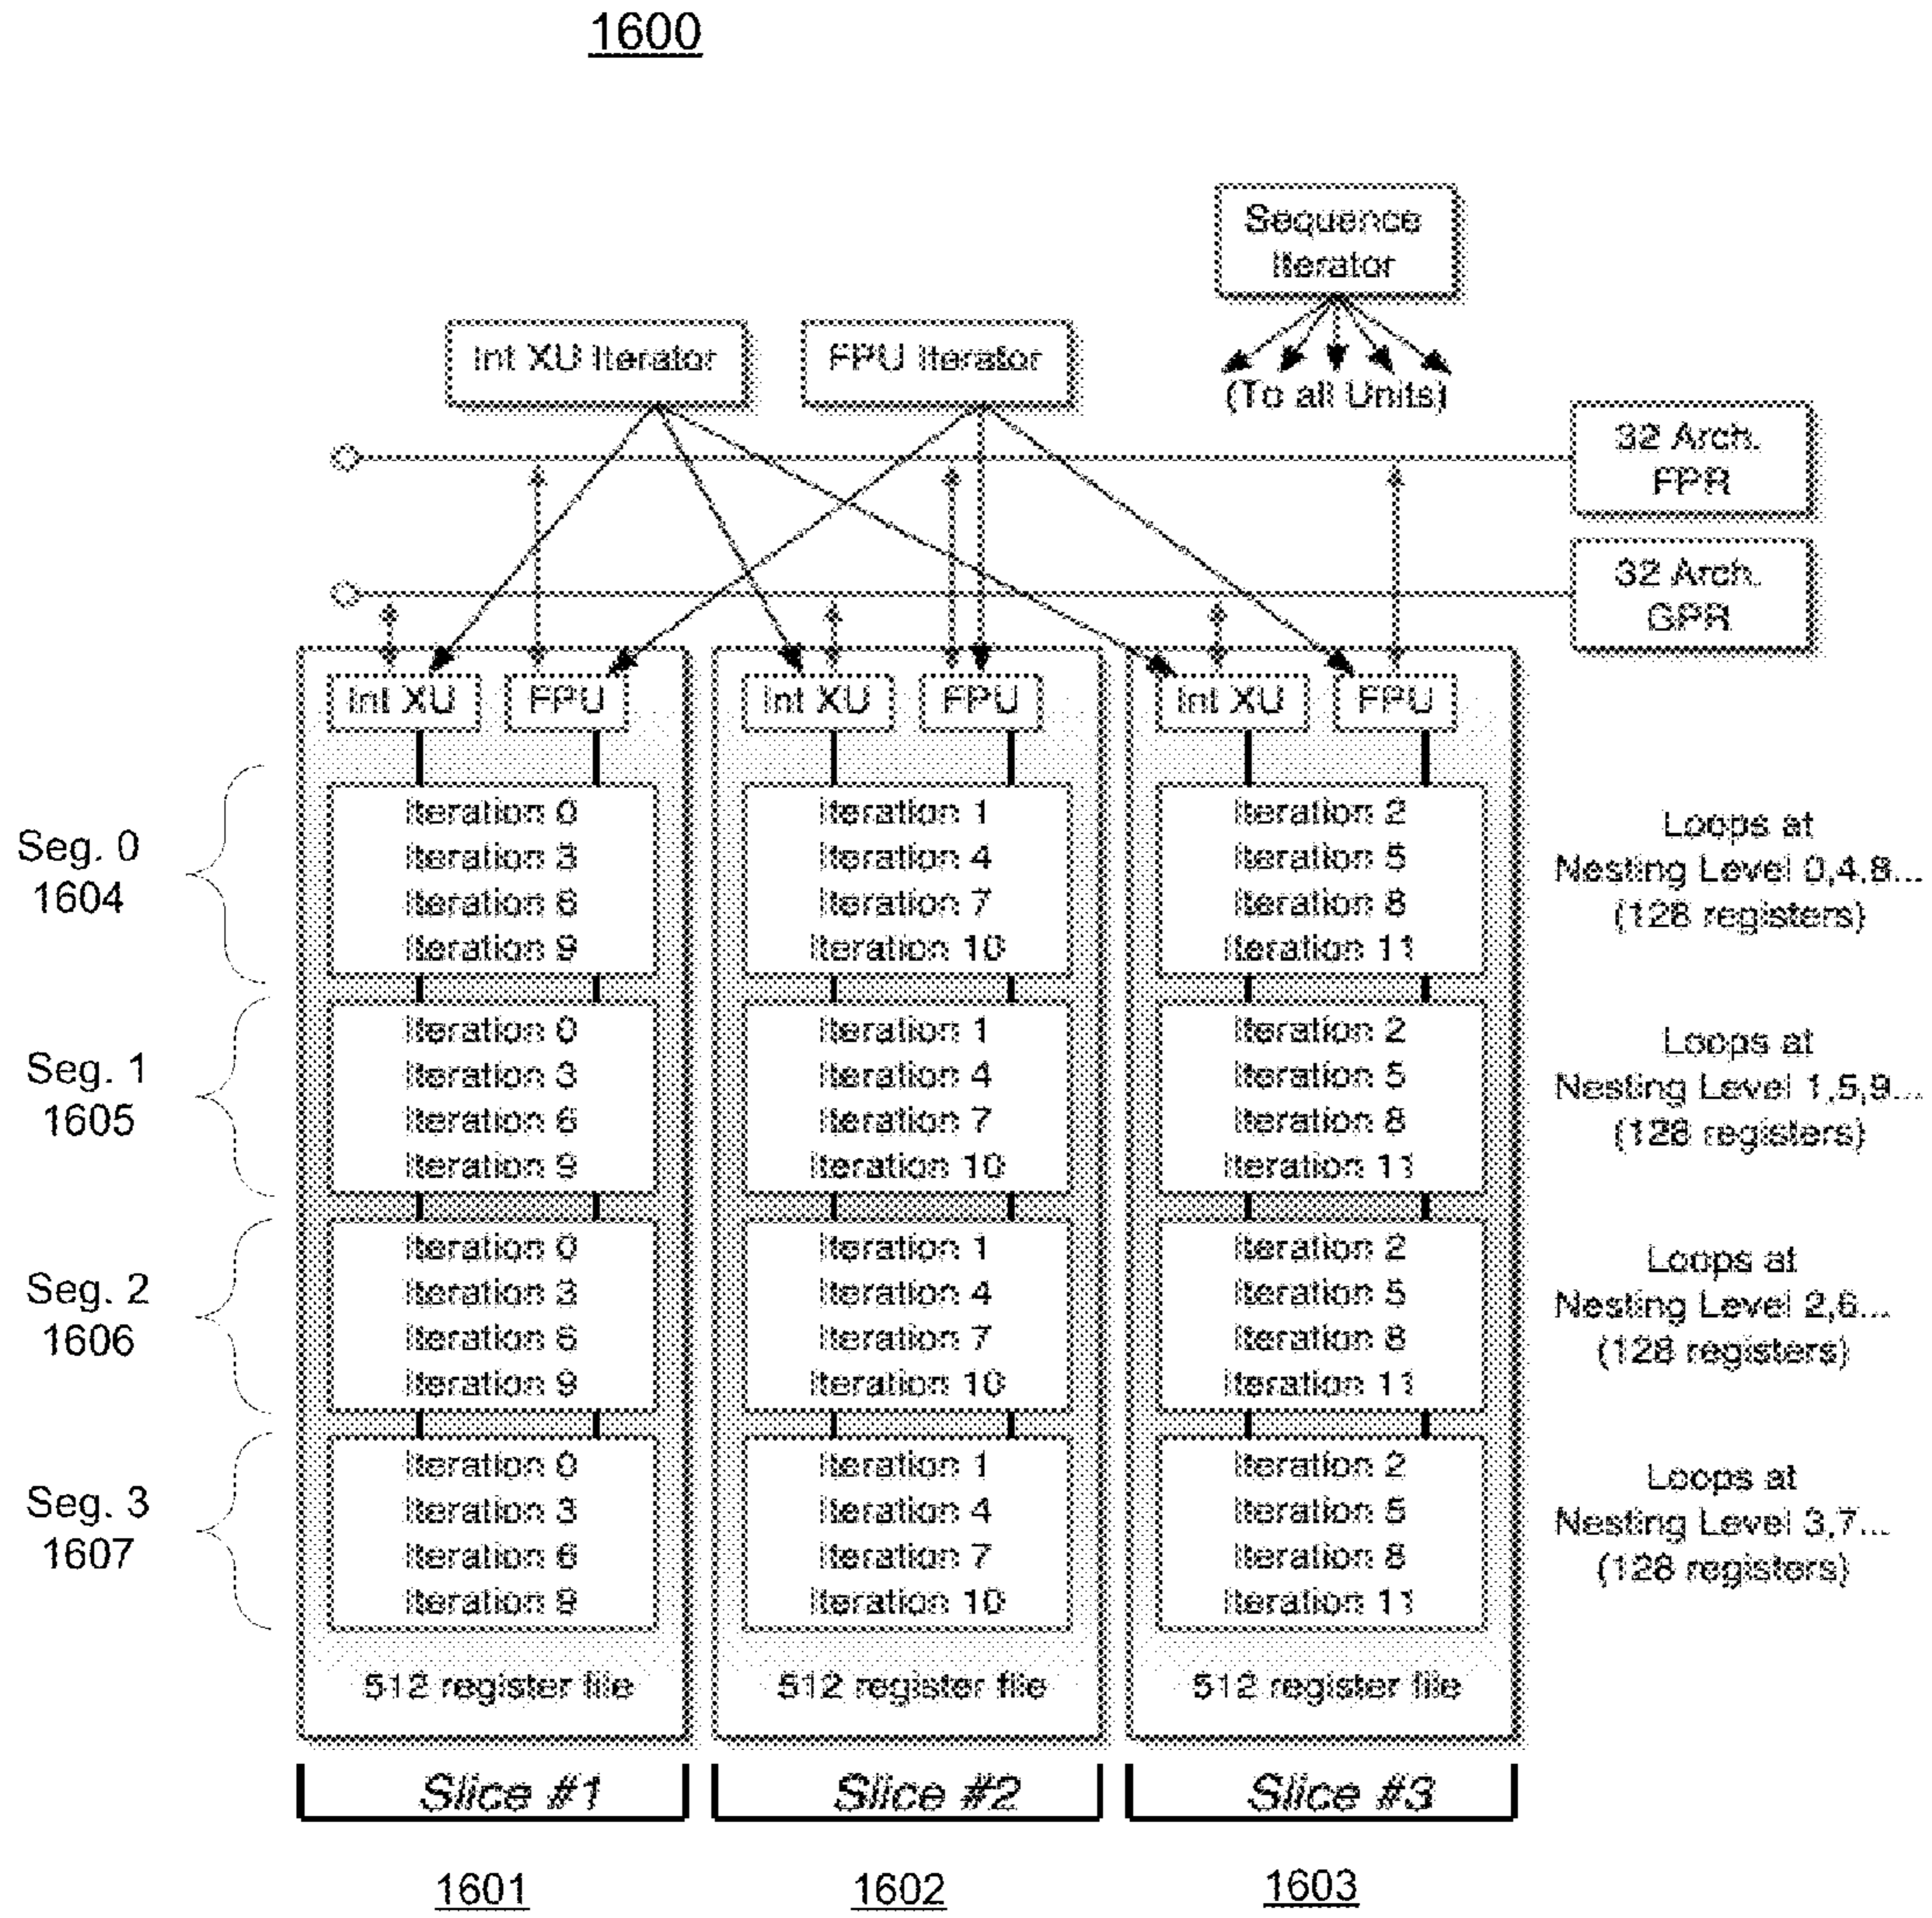 1600
Sequence
Iterator
(To all Units)
Int XU Iterator
FPU Iterator
32 Arch.
FPR
32 Arch.
GPR
Int XU
FPU
Int XU
FPU
Int XU
FPU
Seg. 0
1604
Iteration 0
Iteration 3
Iteration 6
Iteration 9
Iteration 1
Iteration 4
Iteration 7
Iteration 10
Iteration 2
Iteration 5
Iteration 8
Iteration 11
Loops at
Nesting Level 0,4,8...
(128 registers)
Seg. 1
1605
Iteration 0
Iteration 3
Iteration 6
Iteration 9
Iteration 1
Iteration 4
Iteration 7
Iteration 10
Iteration 2
Iteration 5
Iteration 8
Iteration 11
Loops at
Nesting Level 1,5,9...
(128 registers)
Seg. 2
1606
Iteration 0
Iteration 3
Iteration 6
Iteration 9
Iteration 1
Iteration 4
Iteration 7
Iteration 10
Iteration 2
Iteration 5
Iteration 8
Iteration 11
Loops at
Nesting Level 2,6...
(128 registers)
Seg. 3
1607
Iteration 0
Iteration 3
Iteration 6
Iteration 9
Iteration 1
Iteration 4
Iteration 7
Iteration 10
Iteration 2
Iteration 5
Iteration 8
Iteration 11
Loops at
Nesting Level 3,7...
(128 registers)
512 register file
512 register file
512 register file
Slice #1
Slice #2
Slice #3
1601
1602
1603